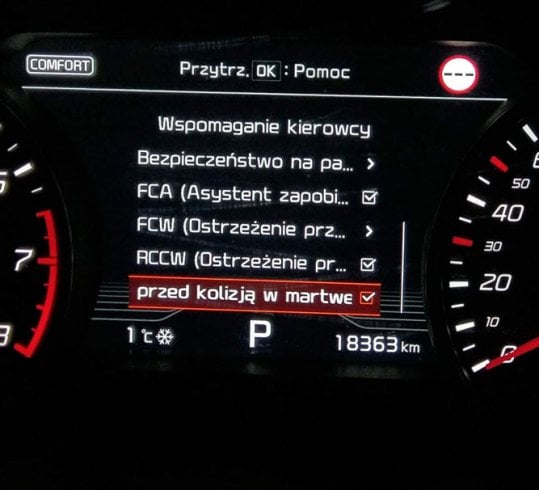 COMFORT
Przytrz. OK : Pomoc
---
Wspomaganie kierowcy
Bezpieczeństwo na pa... >
FCA (Asystent zapobi...
FCW (Ostrzeżenie prz... >
RCCW (Ostrzeżenie pr...
przed kolizją w martwe
1 °C
P
18363 km
7
8
50
40
30
20
10
0